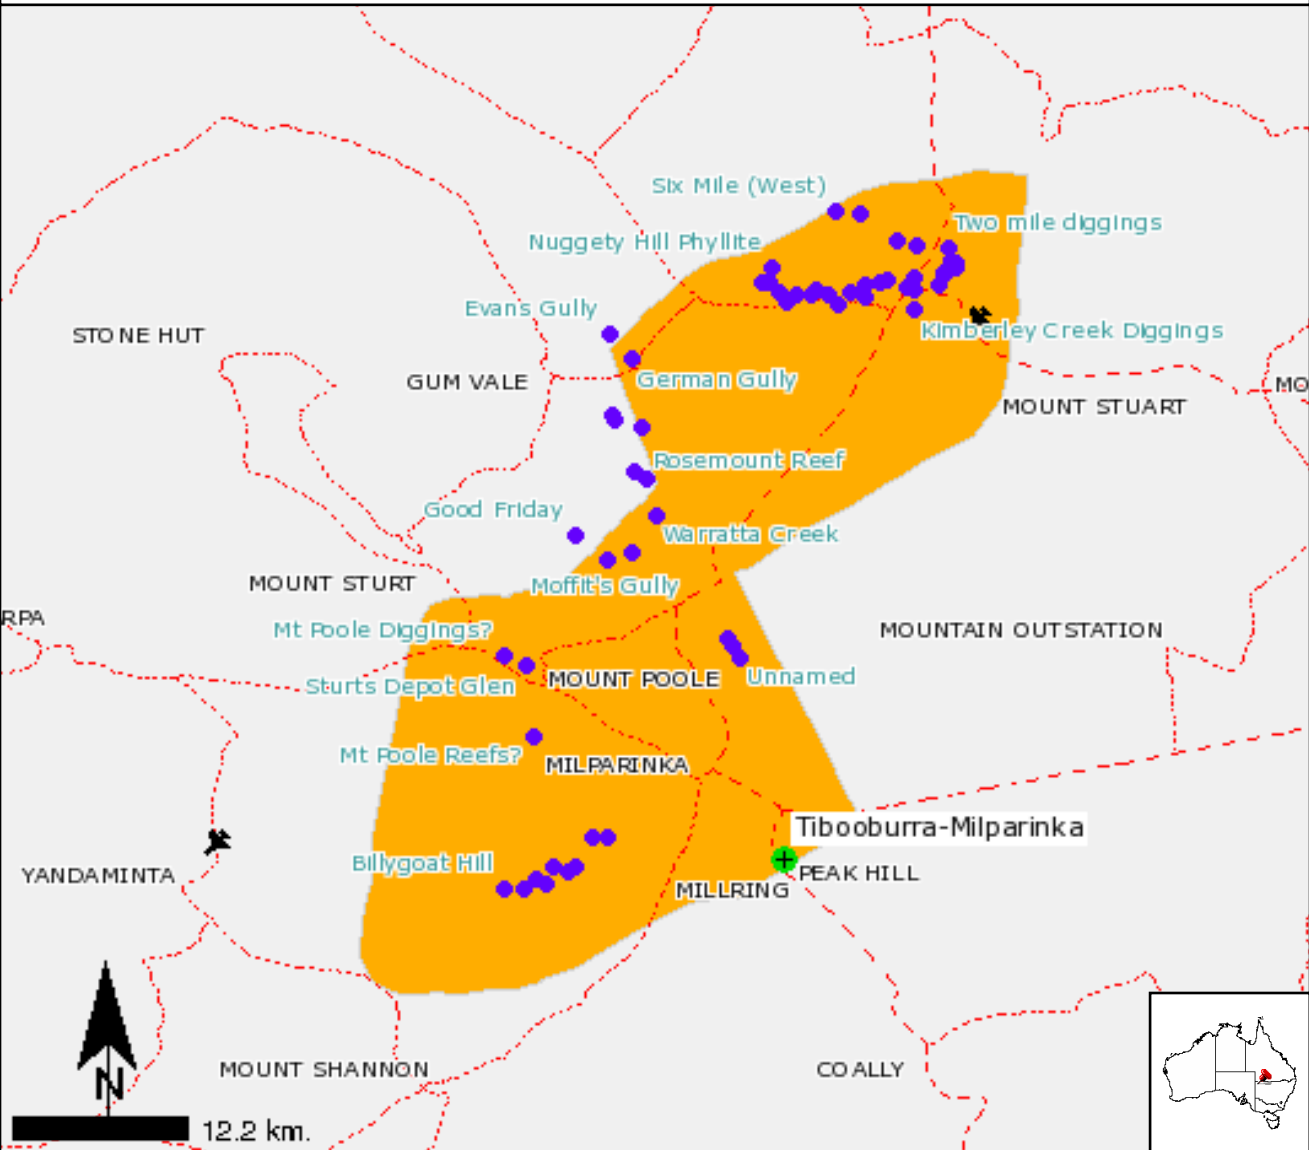 Six Mile (West)
Two mile diggings
Nuggety Hill Phyllite
Evans Gully
Kimberley Creek Diggings
STONE HUT
German Gully
GUM VALE
MO
MOUNT STUART
Rosemount Reef
Good Friday
Warratta Creek
MOUNT STURT
Moffit's Gully
RPA
Mt Poole Diggings?
MOUNTAIN OUTSTATION
Unnamed
MOUNT POOLE
Sturts Depot Glen
Mt Poole Reefs?
MILPARINKA
Tibooburra-Milparinka
Billygoat Hill
PEAK HILL
YANDAMINTA
MILLRING
MOUNT SHANNON
COALLY
N
12.2 km.